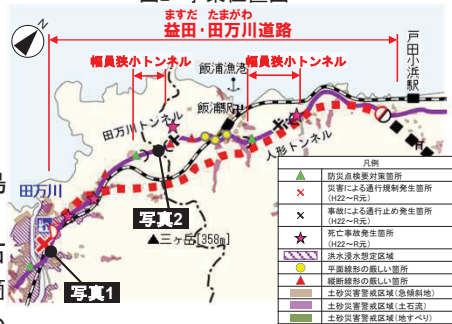 ますだ たまがわ
益田・田万川道路
N
幅員狭小トンネル
飯浦漁港
幅員狭小トンネル
戸田小浜駅
飯浦駅
田万川トンネル
人形トンネル
田万川
写真2
▲三ヶ岳[358m]
写真1
凡例
防災点検要対策箇所
災害による通行規制発生箇所
(H22～R元)
事故による通行止め発生箇所
(H22～R元)
死亡事故発生箇所
(H22～R元)
洪水浸水想定区域
平面線形の厳しい箇所
縦断線形の厳しい箇所
土砂災害警戒区域(急傾斜地)
土砂災害警戒区域(土石流)
土砂災害警戒区域(地すべり)